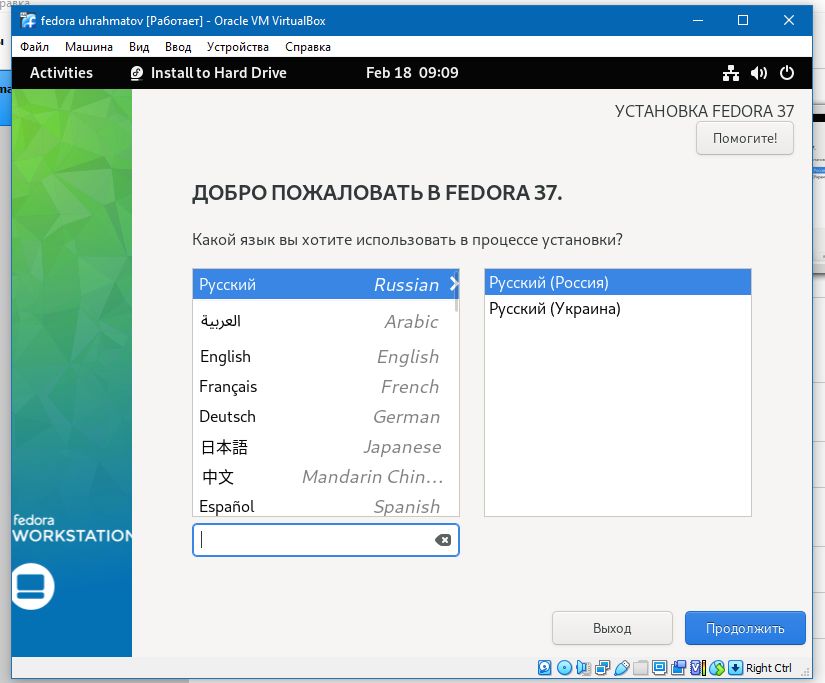 fedora uhrahmatov [Работает] - Oracle VM VirtualBox
Файл Машина Вид Ввод Устройства Справка
Activities Install to Hard Drive Feb 18 09:09
УСТАНОВКА FEDORA 37
Помогите!
ДОБРО ПОЖАЛОВАТЬ В FEDORA 37.
Какой язык вы хотите использовать в процессе установки?
Русский Russian
العربية Arabic
English English
Français French
Deutsch German
日本語 Japanese
中文 Mandarin Chin…
Español Spanish
Русский (Россия)
Русский (Украина)
fedora
WORKSTATION
Выход Продолжить
Right Ctrl